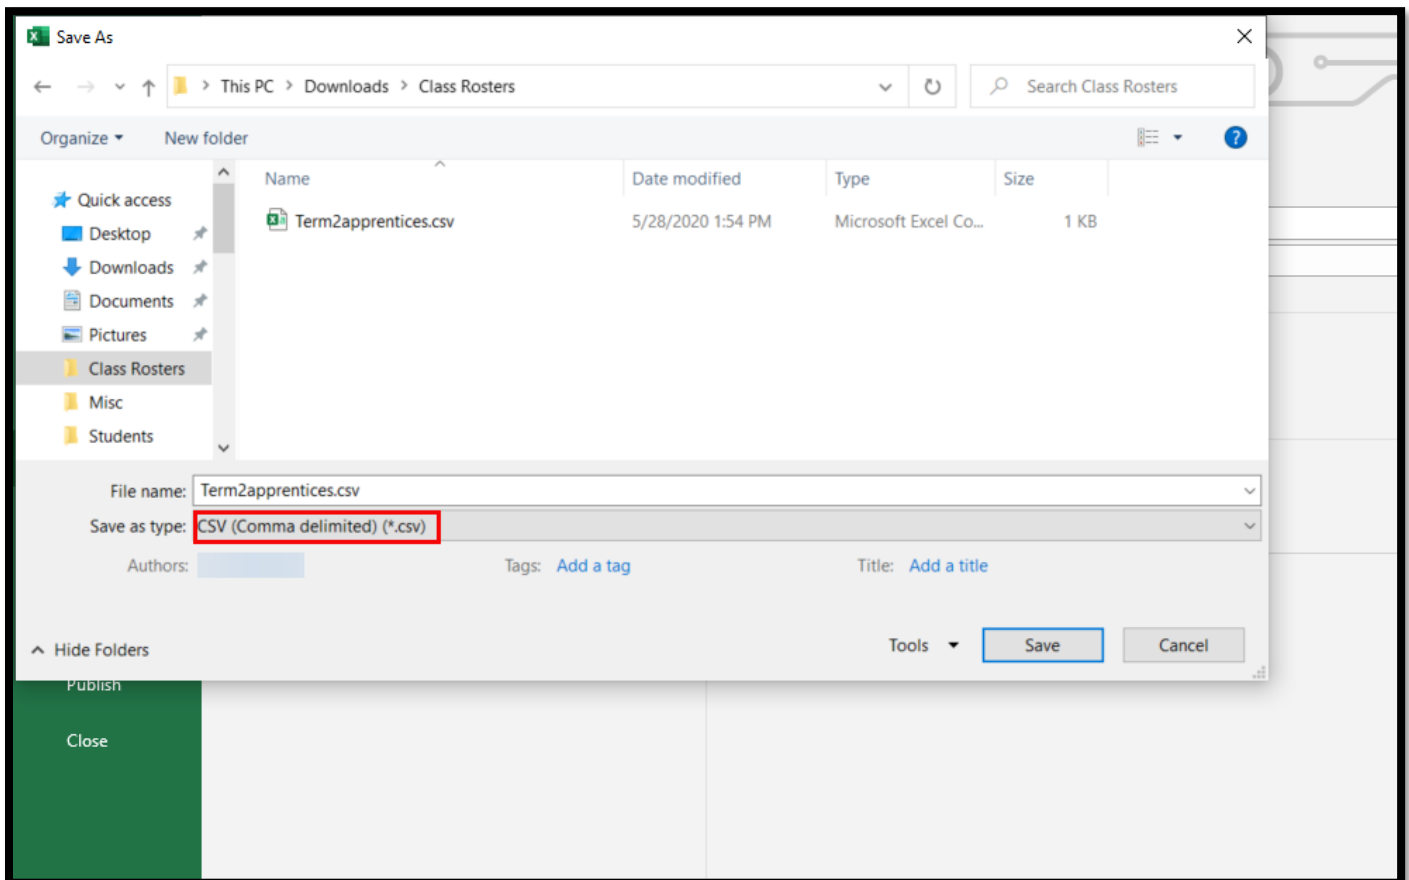 Save As
This PC > Downloads > Class Rosters
Search Class Rosters
Organize
New folder
?
Name
Date modified
Type
Size
Quick access
Desktop
Downloads
Documents
Pictures
Class Rosters
Misc
Students
Term2apprentices.csv 5/28/2020 1:54 PM Microsoft Excel Co... 1 KB
File name: Term2apprentices.csv
Save as type: CSV (Comma delimited) (*.csv)
Authors:
Tags: Add a tag
Title: Add a title
Hide Folders
Tools
Save
Cancel
Publish
Close